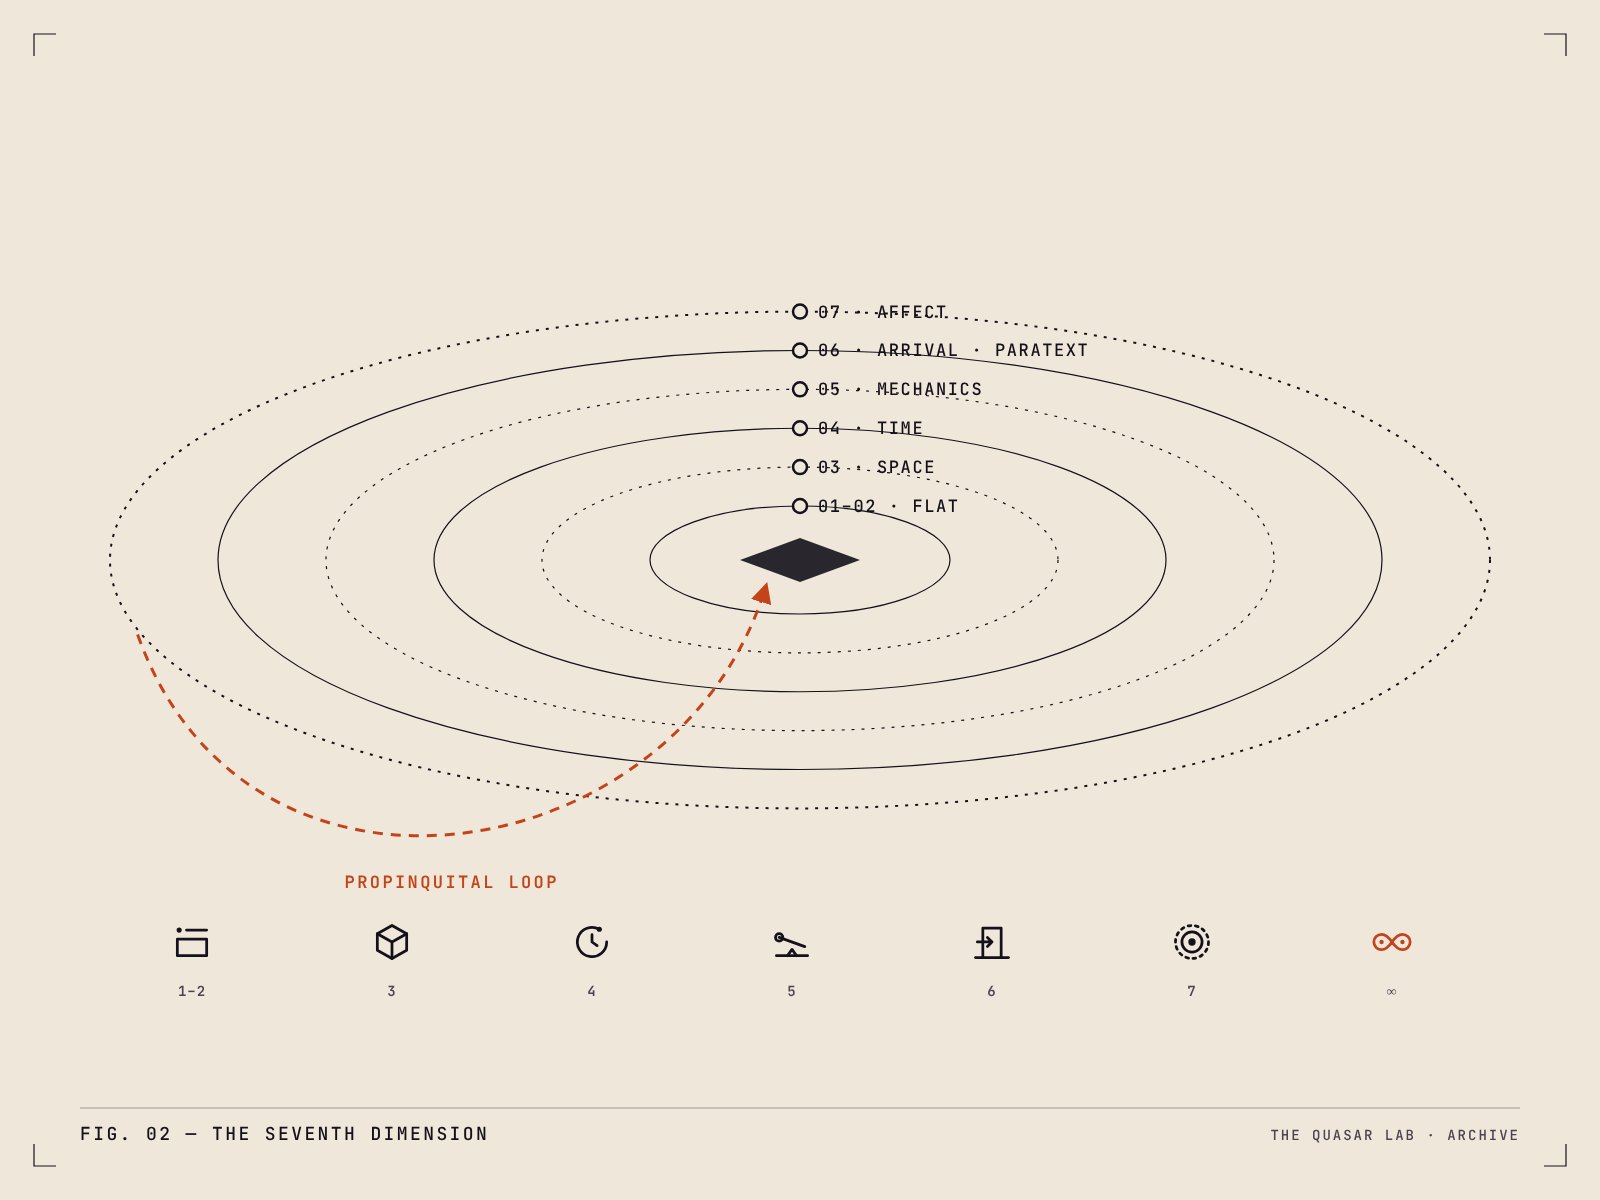 07 · AFFECT
06 · ARRIVAL · PARATEXT
05 · MECHANICS
04 · TIME
03 · SPACE
01–02 · FLAT
PROPINQUITAL LOOP
1–2 3 4 5 6 7 ∞
FIG. 02 — THE SEVENTH DIMENSION
THE QUASAR LAB · ARCHIVE